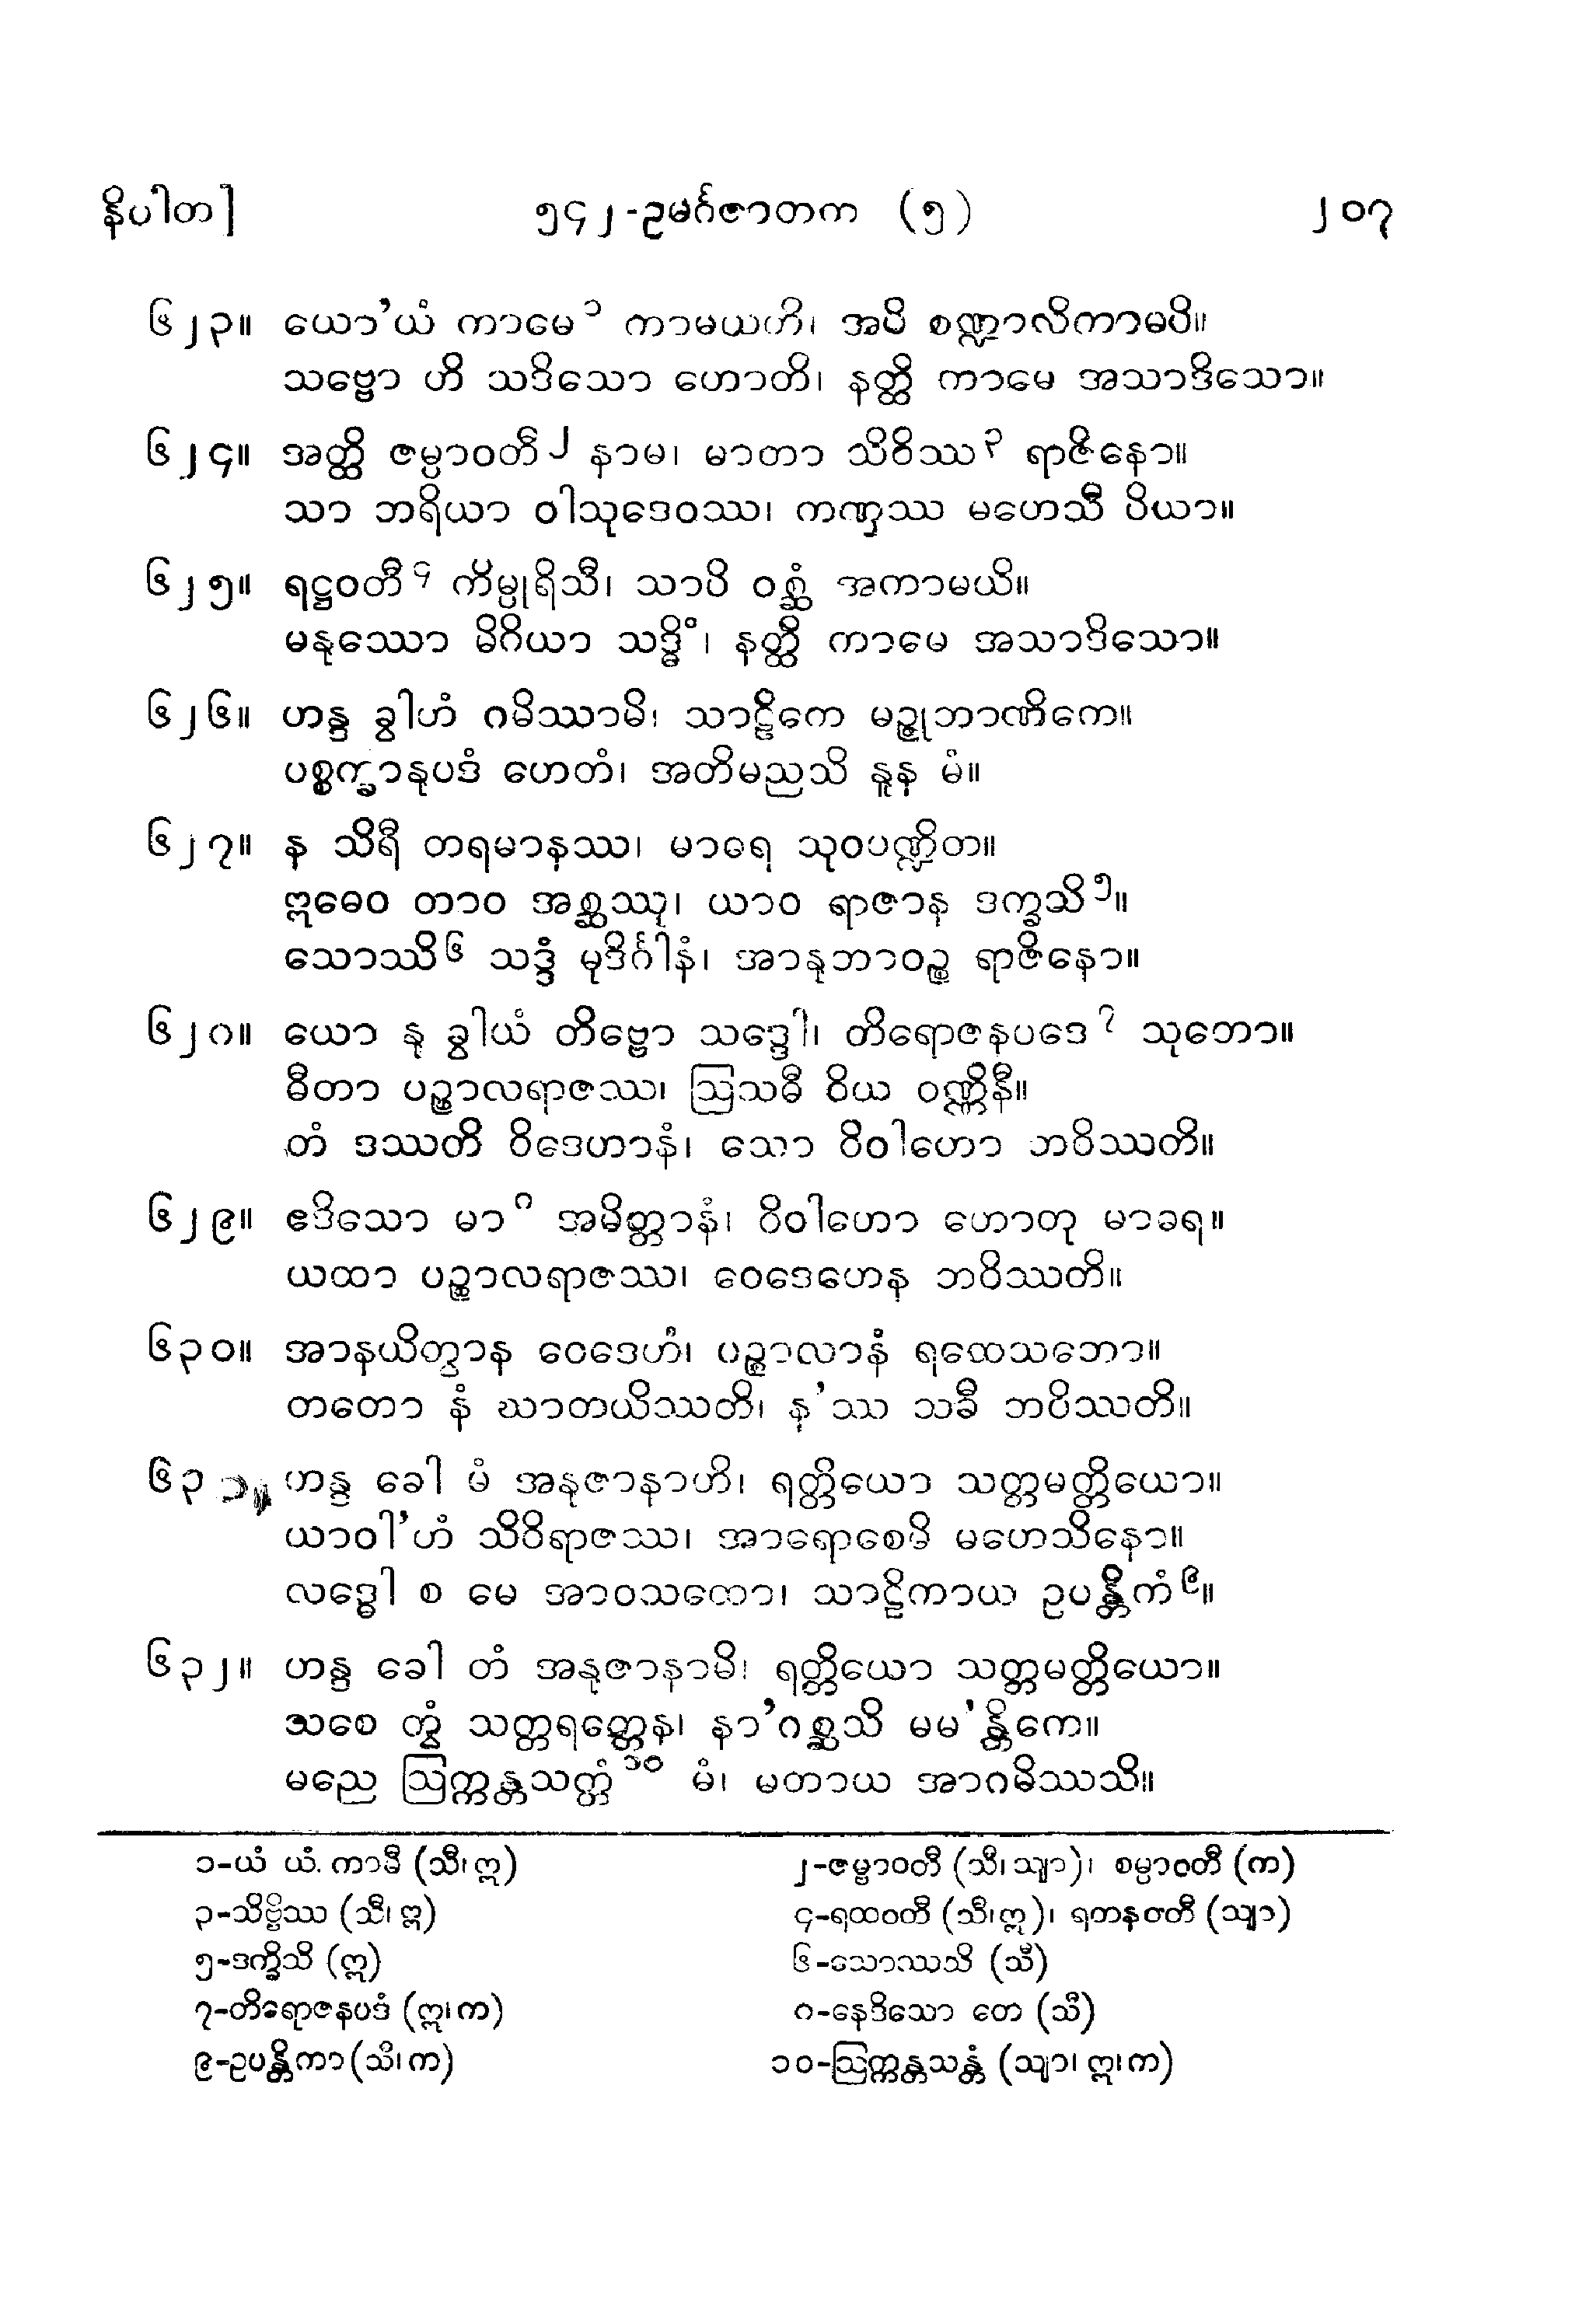 နိပါတ]
၅၄၂-ဥမင်္ဂဇာတက (၅)
၂၀၇
၆၂၃။ ယော’ယံ ကာမေ ၁ ကာမယဟိ၊ အပိ စဏ္ဍာလိကာမပိ။
သဗ္ဗော ဟိ သဒိသော ဟောတိ၊ နတ္ထိ ကာမေ အသာဒိသော။
၆၂၄။ အတ္ထိ ဇမ္ပာဝတီ ၂ နာမ၊ မာတာ သိဝိဿ ၃ ရာဇိနော။
သာ ဘရိယာ ဝါသုဒေဝဿ၊ ကဏှဿ မဟေသီ ပိယာ။
၆၂၅။ ရဋ္ဌဝတီ ၄ ကိမ္ပုရိသီ၊ သာပိ ဝစ္ဆံ အကာမယိ။
မနုဿော မိဂိယာ သဒ္ဓိံ၊ နတ္ထိ ကာမေ အသာဒိသော။
၆၂၆။ ဟန္ဒ ခွါဟံ ဂမိဿာမိ၊ သာဠိကေ မဉ္ဇုဘာဏိကေ။
ပစ္စက္ခာနုပဒံ ဟေတံ၊ အတိမညသိ နူန မံ။
၆၂၇။ န သိရီ တရမာနဿ၊ မာဓရ သုဝပဏ္ဍိတ။
ဣဓေဝ တာဝ အစ္ဆဿု၊ ယာဝ ရာဇာန ဒက္ခသိ ၅။
သောဿိ ၆ သဒ္ဒံ မုဒိင်္ဂါနံ၊ အာနုဘာဝဉ္စ ရာဇိနော။
၆၂၈။ ယော နု ခွါယံ တိဗ္ဗော သဒ္ဒေါ၊ တိရောဇနပဒေ ၇ သုတော။
ဓီတာ ပဉ္စာလရာဇဿ၊ ဩသဓီ ဝိယ ဝဏ္ဏိနီ။
တံ ဒဿတိ ဝိဒေဟာနံ၊ သော ဝိဝါဟော ဘဝိဿတိ။
၆၂၉။ ဧဒိသော မာ ၈ အမိတ္တာနံ၊ ဝိဝါဟော ဟောတု မာဓရ။
ယထာ ပဉ္စာလရာဇဿ၊ ဝေဒေဟေန ဘဝိဿတိ။
၆၃၀။ အာနယိတွာန ဝေဒေဟံ၊ ပဉ္စာလာနံ ရထေသဘော။
တတော နံ ဃာတယိဿတိ၊ န’ဿ သခီ ဘဝိဿတိ။
၆၃၁။ ဟန္ဒ ခေါ မံ အနုဇာနာဟိ၊ ရတ္တိယော သတ္တမတ္တိယော။
ယာဝါ’ဟံ သိဝိရာဇဿ၊ အာရောစေမိ မဟေသိနော။
လဒ္ဓေါ စ မေ အာဝသထော၊ သာဠိကာယ ဥပန္တိကံ ၉။
၆၃၂။ ဟန္ဒ ခေါ တံ အနုဇာနာမိ၊ ရတ္တိယော သတ္တမတ္တိယော။
သစေ တွံ သတ္တရတ္တေန၊ နာ’ဂစ္ဆသိ မမ’န္တိကေ။
မညေ ဩက္ကန္တသတ္တံ ၁၀ မံ၊ မတာယ အာဂမိဿသိ။
၁-ယံ ယံ. ကာမီ (သီ၊ ဣ)
၂-ဇမ္ဗာဝတီ (သီ၊ သျာ)၊ စမ္ပာဝတီ (က)
၃-သိဗ္ဗိဿ (သီ၊ ဣ)
၄-ရထဝတီ (သီ၊ ဣ)၊ ရတနဝတီ (သျာ)
၅-ဒက္ခိသိ (ဣ)
၆-သောဿသိ (သီ)
၇-တိရောဇနပဒံ (ဣ၊ က)
၈-နေဒိသော တေ (သီ)
၉-ဥပန္တိကာ (သီ၊ က)
၁၀-ဩက္ကန္တသန္တံ (သျာ၊ ဣ၊ က)